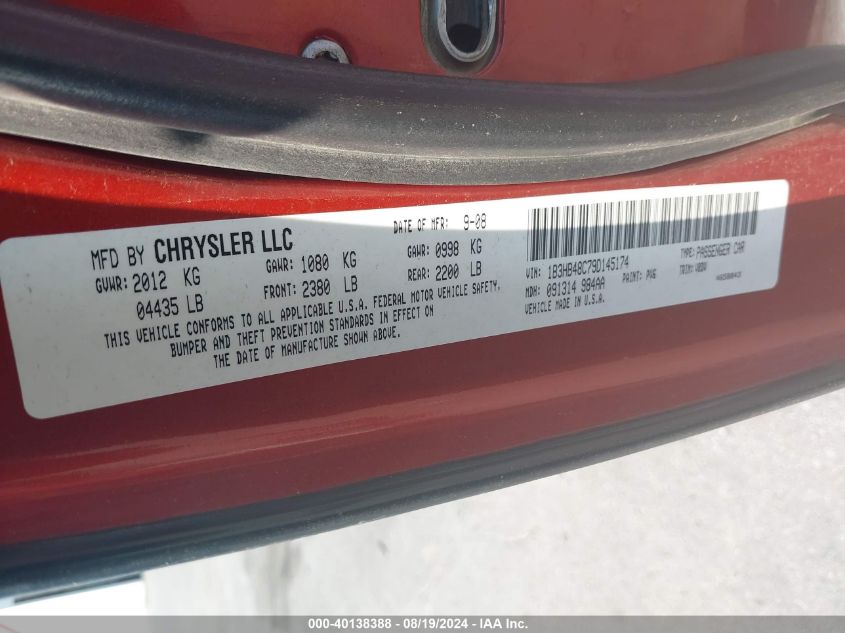 MFD BY CHRYSLER LLC
DATE OF MFR: 9-08
GVWR: 2012 KG
04435 LB
GAWR: 1080 KG
FRONT: 2380 LB
GAWR: 0998 KG
REAR: 2200 LB
THIS VEHICLE CONFORMS TO ALL APPLICABLE U.S.A. FEDERAL MOTOR VEHICLE SAFETY,
BUMPER AND THEFT PREVENTION STANDARDS IN EFFECT ON
THE DATE OF MANUFACTURE SHOWN ABOVE.
VIN: 1B3HB48C79D145174
TYPE: PASSENGER CAR
MDH: 091314 984AA
PAINT: PVG
TRIM:
VEHICLE MADE IN U.S.A.
000-40138388 - 08/19/2024 - IAA Inc.